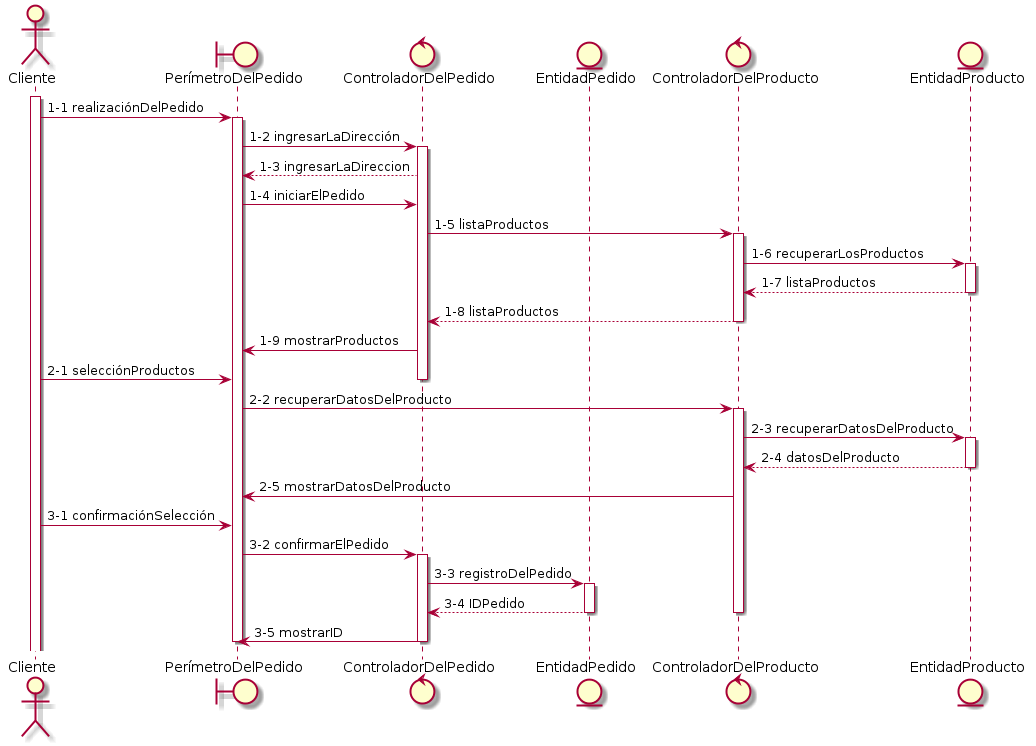 Cliente
PerímetroDelPedido
ControladorDelPedido
EntidadPedido
ControladorDelProducto
EntidadProducto
1-1 realizaciónDelPedido
1-2 ingresarLaDirección
1-3 ingresarLaDireccion
1-4 iniciarElPedido
1-5 listaProductos
1-6 recuperarLosProductos
1-7 listaProductos
1-8 listaProductos
1-9 mostrarProductos
2-1 selecciónProductos
2-2 recuperarDatosDelProducto
2-3 recuperarDatosDelProducto
2-4 datosDelProducto
2-5 mostrarDatosDelProducto
3-1 confirmaciónSelección
3-2 confirmarElPedido
3-3 registroDelPedido
3-4 IDPedido
3-5 mostrarID
Cliente
PerímetroDelPedido
ControladorDelPedido
EntidadPedido
ControladorDelProducto
EntidadProducto